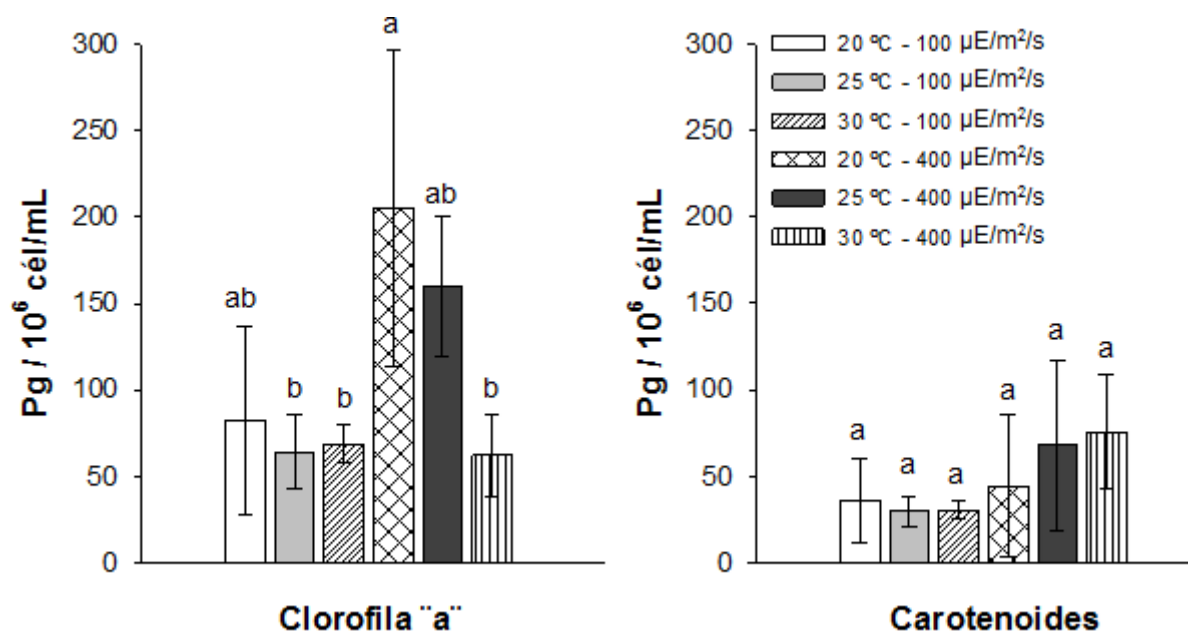 300
250
200
150
100
50
0
Pg / 10⁶ cél/mL
ab
b
b
a
ab
b
Clorofila ¨a¨
300
250
200
150
100
50
0
Pg / 10⁶ cél/mL
20 ºC - 100 µE/m²/s
25 ºC - 100 µE/m²/s
30 ºC - 100 µE/m²/s
20 ºC - 400 µE/m²/s
25 ºC - 400 µE/m²/s
30 ºC - 400 µE/m²/s
a
a
a
a
a
a
Carotenoides